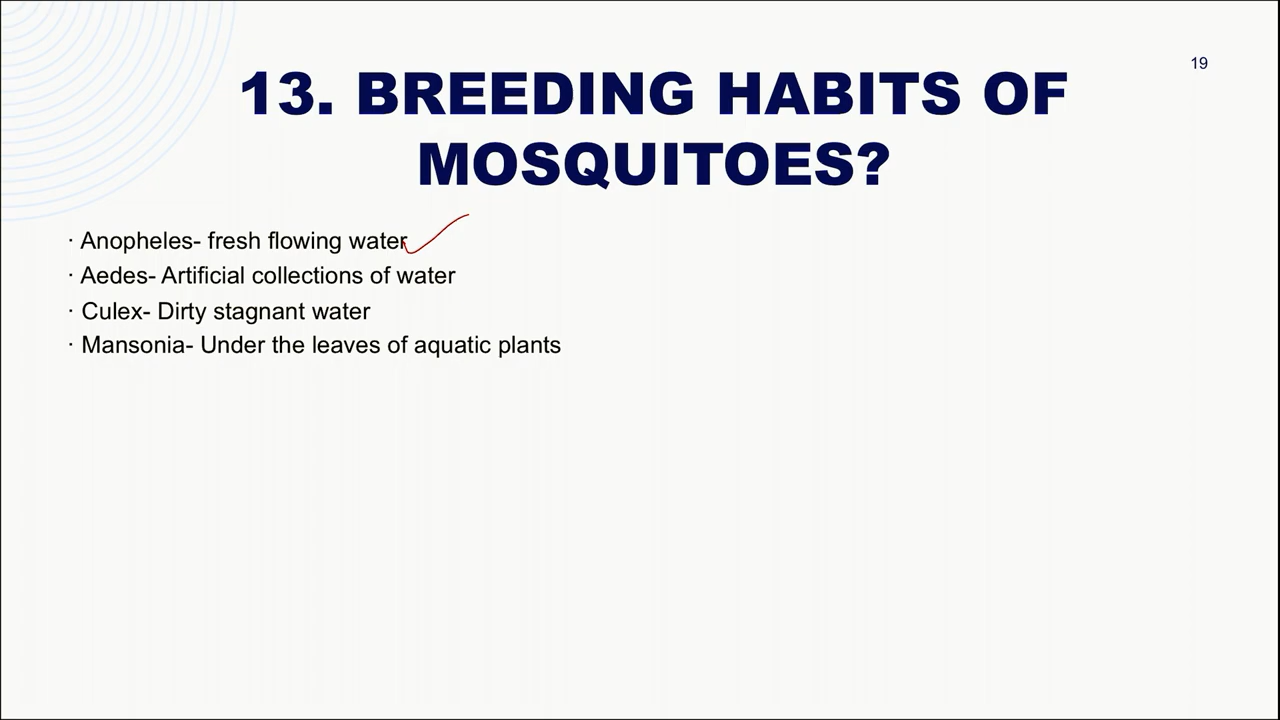 19
13. BREEDING HABITS OF
MOSQUITOES?
· Anopheles- fresh flowing water
· Aedes- Artificial collections of water
· Culex- Dirty stagnant water
· Mansonia- Under the leaves of aquatic plants